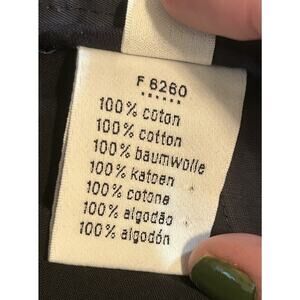 F 6260
******
100% coton
100% cotton
100% baumwolle
100% katoen
100% cotone
100% algodão
100% algodón